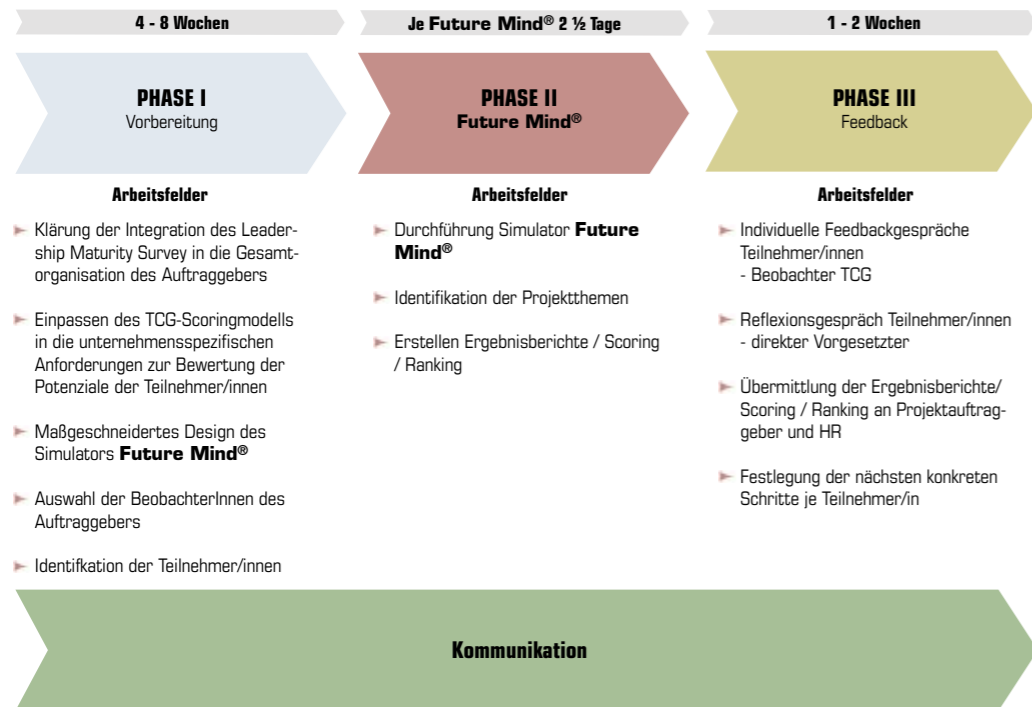 4 - 8 Wochen
Je Future Mind® 2 ½ Tage
1 - 2 Wochen
PHASE I
Vorbereitung
PHASE II
Future Mind®
PHASE III
Feedback
Arbeitsfelder
Klärung der Integration des Leader-
ship Maturity Survey in die Gesamt-
organisation des Auftraggebers
Einpassen des TCG-Scoringmodells
in die unternehmensspezifischen
Anforderungen zur Bewertung der
Potenziale der Teilnehmer/innen
Maßgeschneidertes Design des
Simulators Future Mind®
Auswahl der BeobachterInnen des
Auftraggebers
Identifkation der Teilnehmer/innen
Arbeitsfelder
Durchführung Simulator Future
Mind®
Identifikation der Projektthemen
Erstellen Ergebnisberichte / Scoring
/ Ranking
Arbeitsfelder
Individuelle Feedbackgespräche
Teilnehmer/innen
- Beobachter TCG
Reflexionsgespräch Teilnehmer/innen
- direkter Vorgesetzter
Übermittlung der Ergebnisberichte/
Scoring / Ranking an Projektauftrag-
geber und HR
Festlegung der nächsten konkreten
Schritte je Teilnehmer/in
Kommunikation